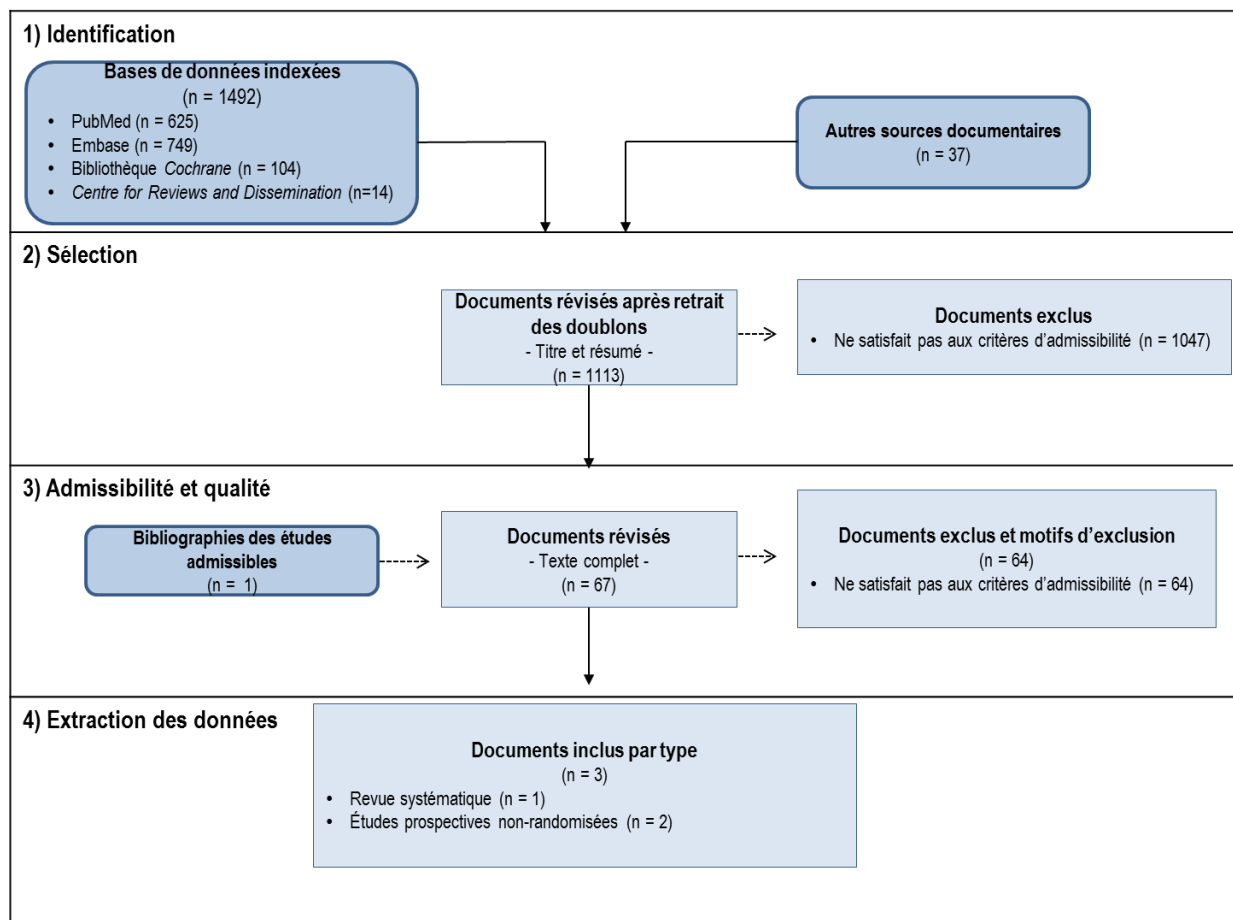 1) Identification
Bases de données indexées
(n = 1492)
• PubMed (n = 625)
• Embase (n = 749)
• Bibliothèque Cochrane (n = 104)
• Centre for Reviews and Dissemination (n=14)
Autres sources documentaires
(n = 37)
2) Sélection
Documents révisés après retrait
des doublons
- Titre et résumé -
(n = 1113)
Documents exclus
• Ne satisfait pas aux critères d’admissibilité (n = 1047)
3) Admissibilité et qualité
Bibliographies des études
admissibles
(n = 1)
Documents révisés
- Texte complet -
(n = 67)
Documents exclus et motifs d’exclusion
(n = 64)
• Ne satisfait pas aux critères d’admissibilité (n = 64)
4) Extraction des données
Documents inclus par type
(n = 3)
• Revue systématique (n = 1)
• Études prospectives non-randomisées (n = 2)